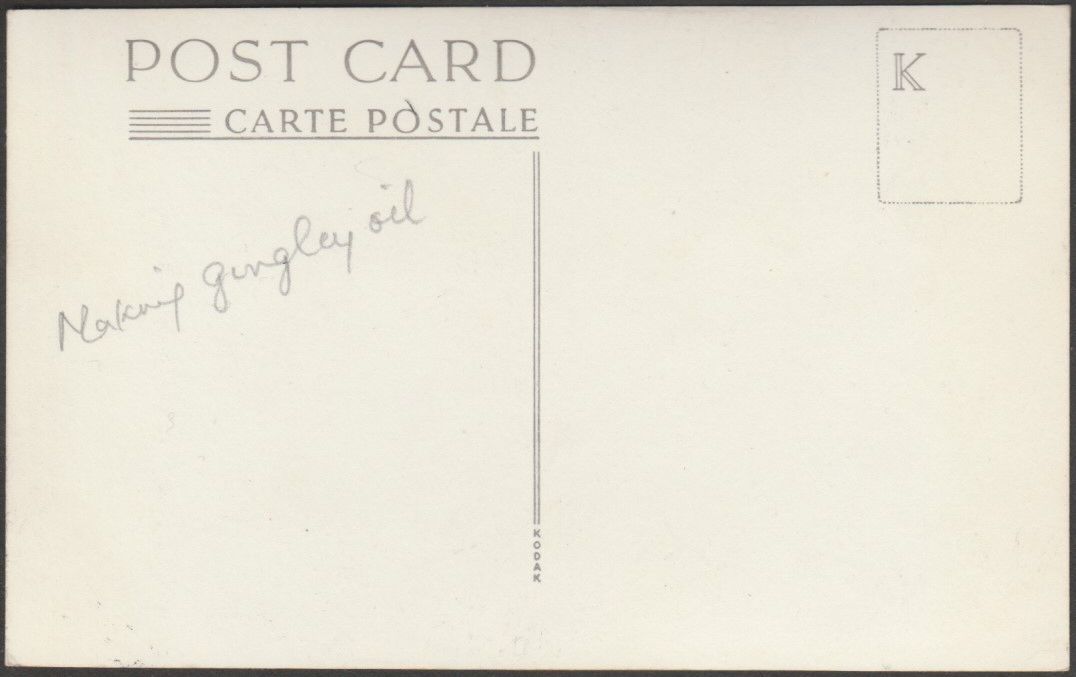 POST CARD
CARTE POSTALE
K
Making gingley oil
KODAK